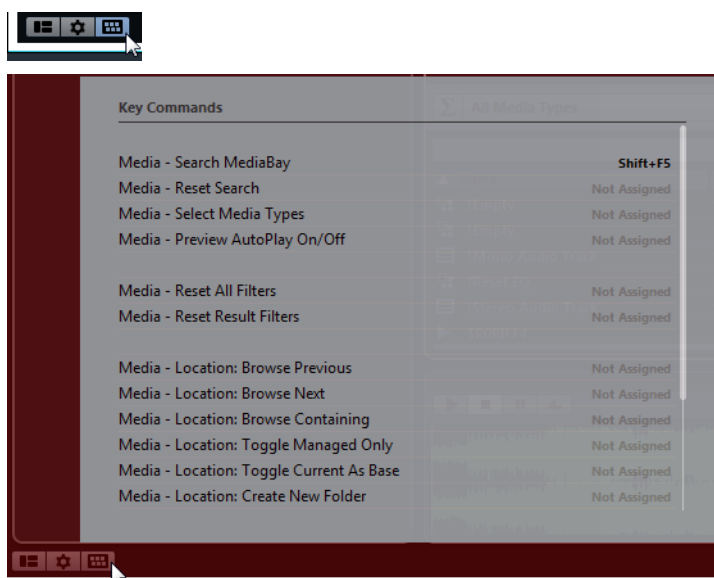 Key Commands
All Media Types
Media - Search MediaBay Shift+F5
Media - Reset Search Not Assigned
Media - Select Media Types Not Assigned
Media - Preview AutoPlay On/Off Not Assigned
Media - Reset All Filters Not Assigned
Media - Reset Result Filters Not Assigned
Media - Location: Browse Previous Not Assigned
Media - Location: Browse Next Not Assigned
Media - Location: Browse Containing Not Assigned
Media - Location: Toggle Managed Only Not Assigned
Media - Location: Toggle Current As Base Not Assigned
Media - Location: Create New Folder Not Assigned